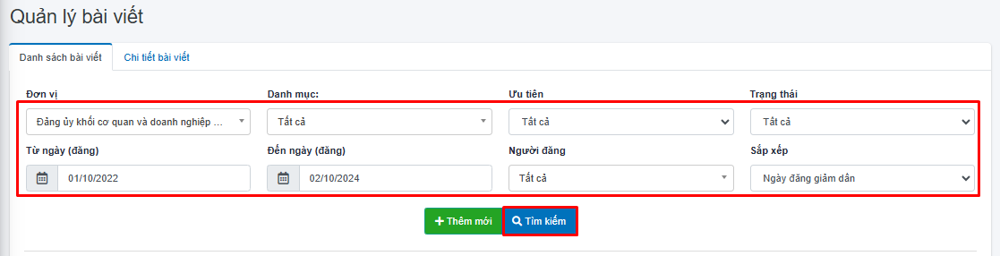 Quản lý bài viết
Danh sách bài viết Chi tiết bài viết
Đơn vị Danh mục: Ưu tiên Trạng thái
Đảng ủy khối cơ quan và doanh nghiệp ... Tất cả Tất cả Tất cả
Từ ngày (đăng) Đến ngày (đăng) Người đăng Sắp xếp
01/10/2022 02/10/2024 Tất cả Ngày đăng giảm dần
Thêm mới Tìm kiếm